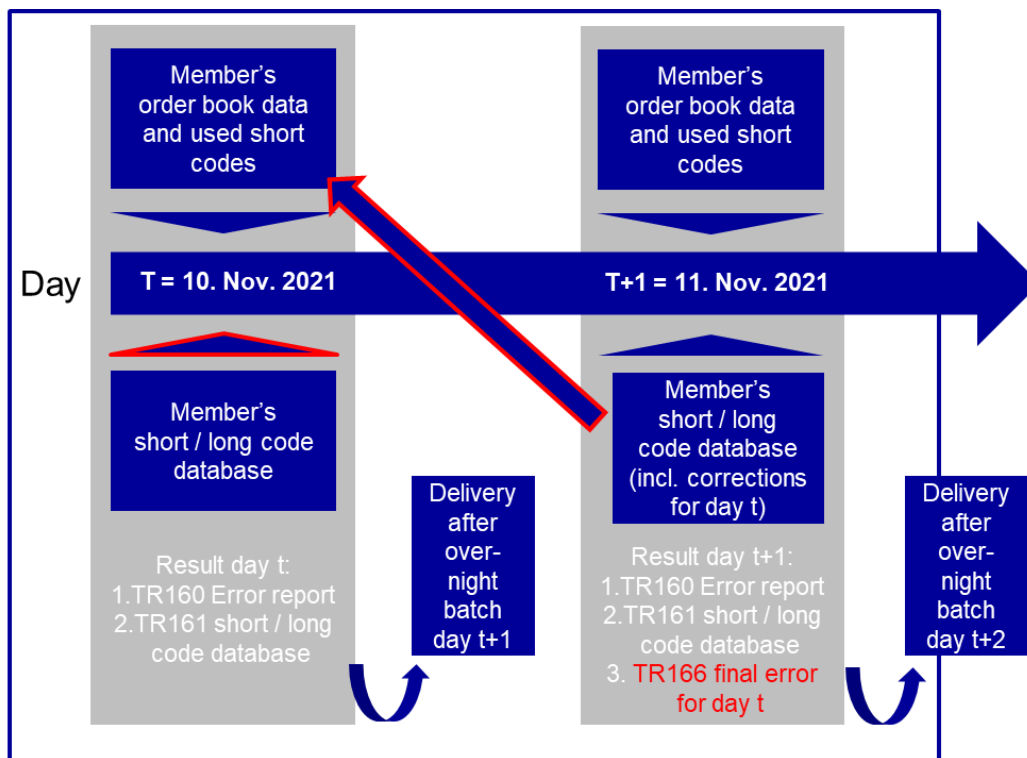 Member's
order book data
and used short
codes
Member's
order book data
and used short
codes
Day
T = 10. Nov. 2021
T+1 = 11. Nov. 2021
Member's
short / long code
database
Member's
short / long
code database
(incl. corrections
for day t)
Result day t:
1.TR160 Error report
2.TR161 short / long
code database
Delivery
after
over-
night
batch
day t+1
Result day t+1:
1.TR160 Error report
2.TR161 short / long
code database
3. TR166 final error
for day t
Delivery
after
over-
night
batch
day t+2